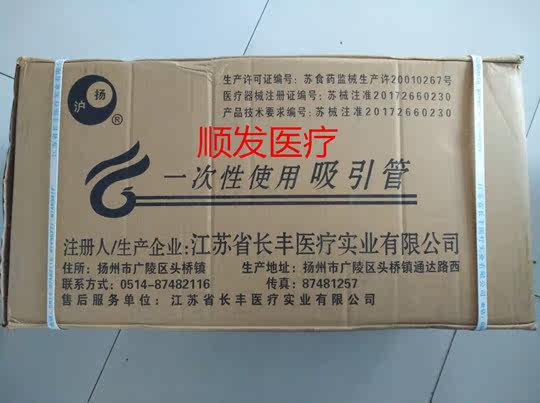 扬
沪
®
生产许可证编号：苏食药监械生产许20010267号
医疗器械注册证编号：苏械注准20172660230
产品技术要求编号：苏械注准20172660230
顺发医疗
一次性使用 吸引管
注册人/生产企业:江苏省长丰医疗实业有限公司
住所：扬州市广陵区头桥镇 生产地址：扬州市广陵区头桥镇通达路西
联系方式：0514-87482116 传真：87481257
售后服务单位：江苏省长丰医疗实业有限公司